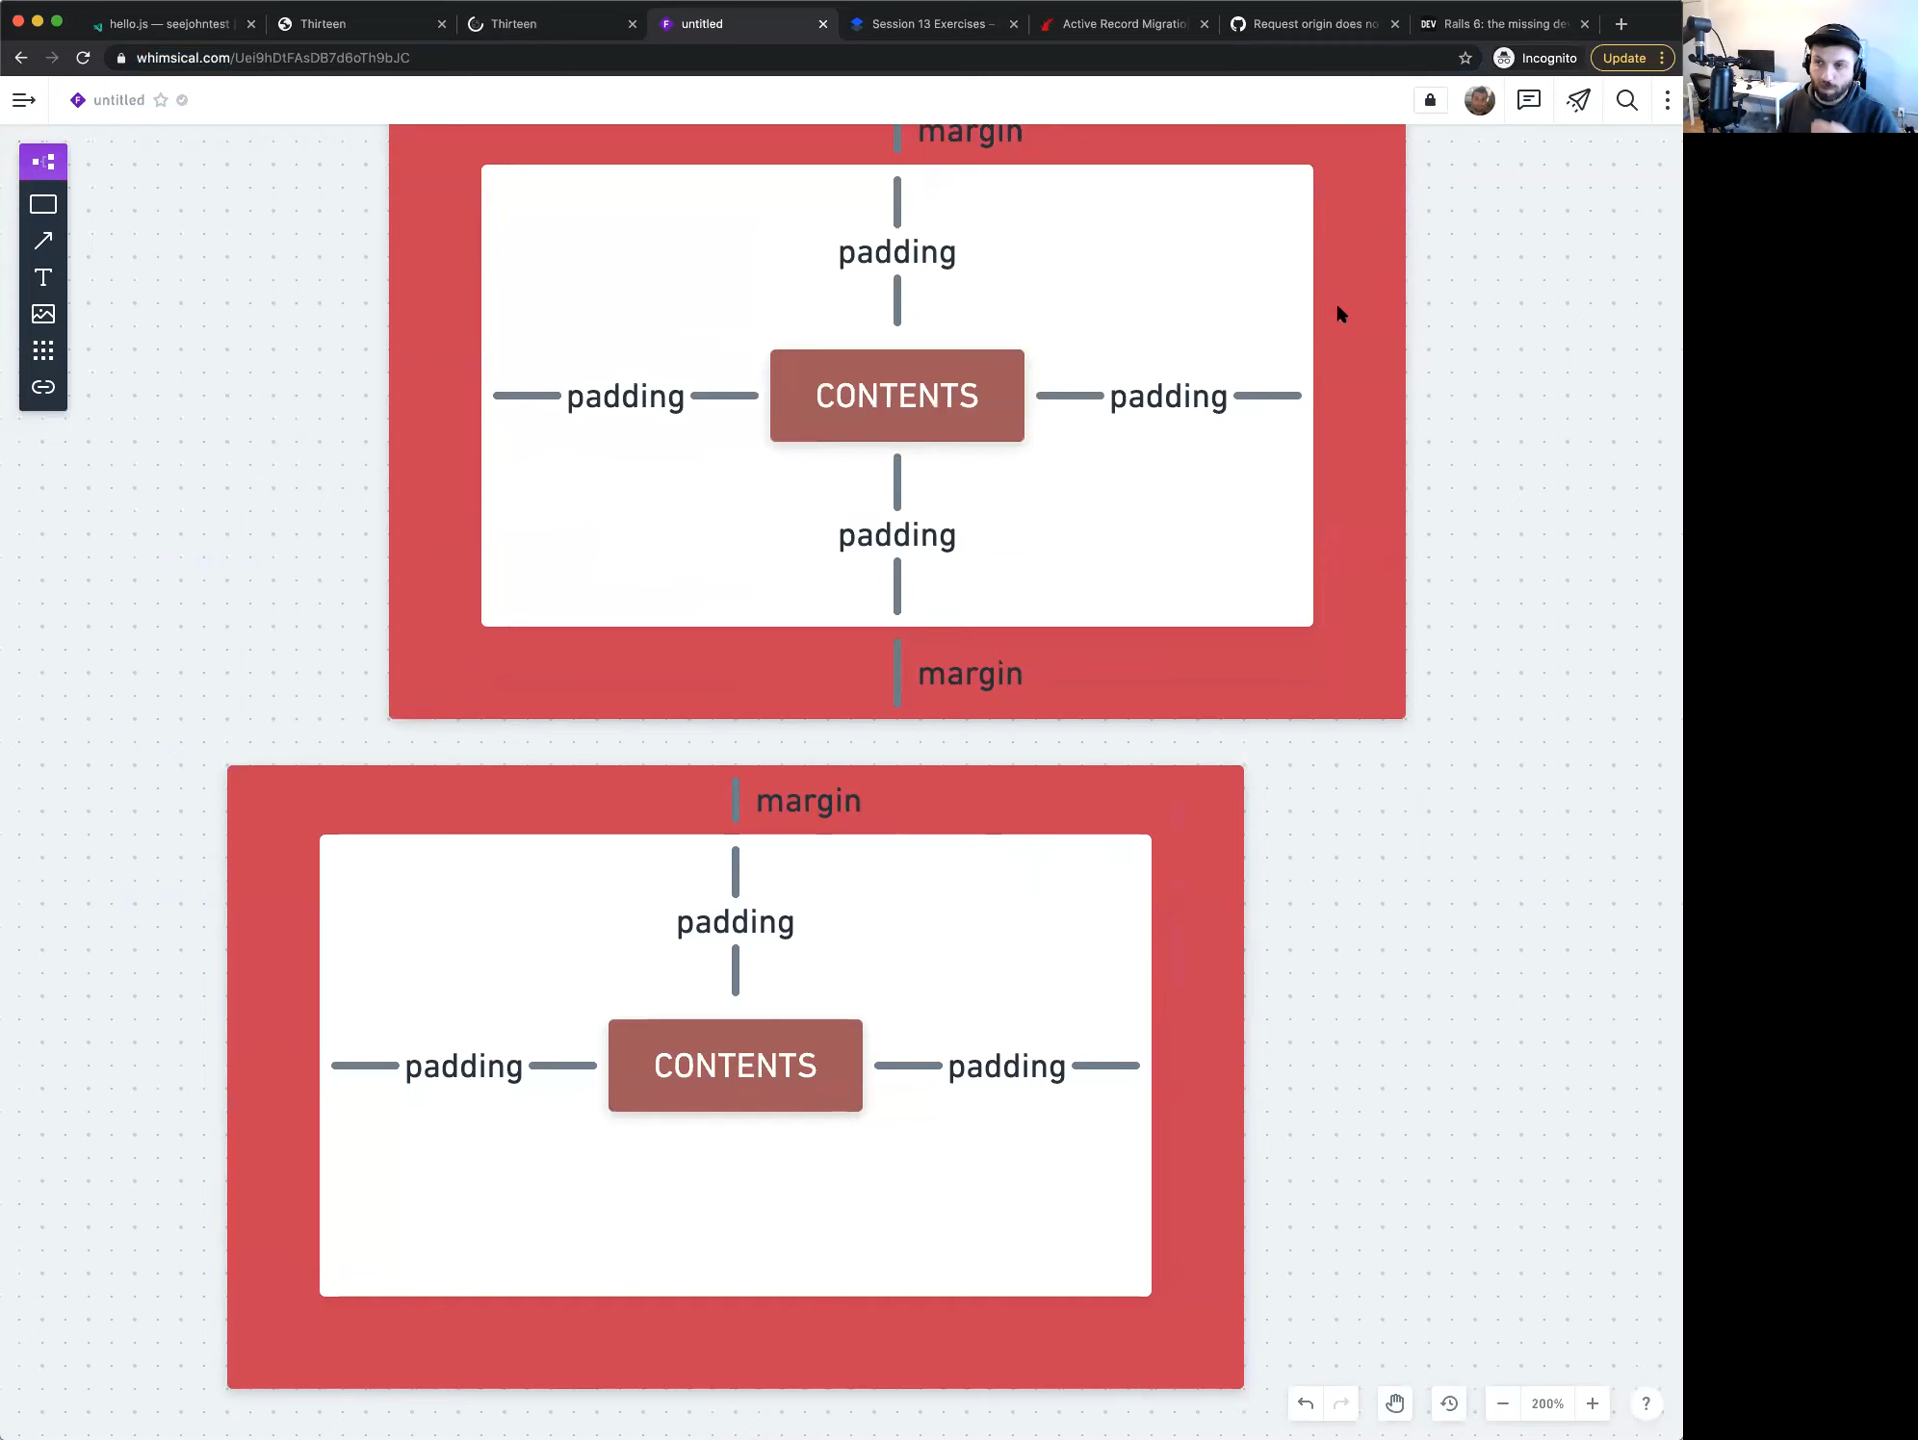 hello.js — seejohntest
Thirteen
Thirteen
untitled
Session 13 Exercises –
Active Record Migratio
Request origin does no
DEV Rails 6: the missing de
whimsical.com/Uei9hDtFAsDB7d6oTh9bJC
Incognito
Update
untitled
margin
padding
padding
CONTENTS
padding
padding
margin
margin
padding
padding
CONTENTS
padding
200%
?